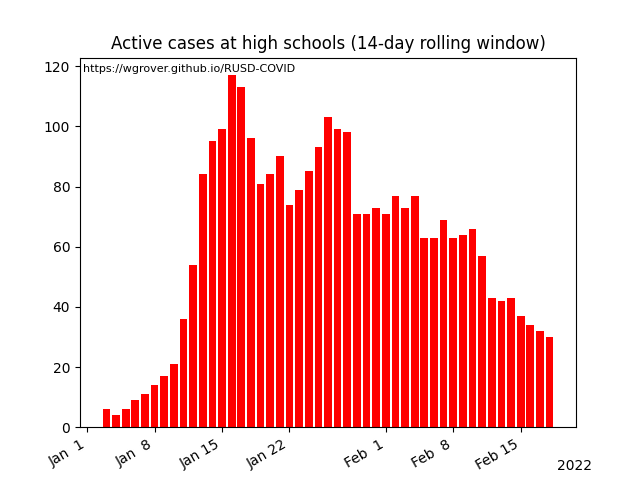 Active cases at high schools (14-day rolling window)
https://wgrover.github.io/RUSD-COVID
120
100
80
60
40
20
0
Jan 1
Jan 8
Jan 15
Jan 22
Feb 1
Feb 8
Feb 15
2022